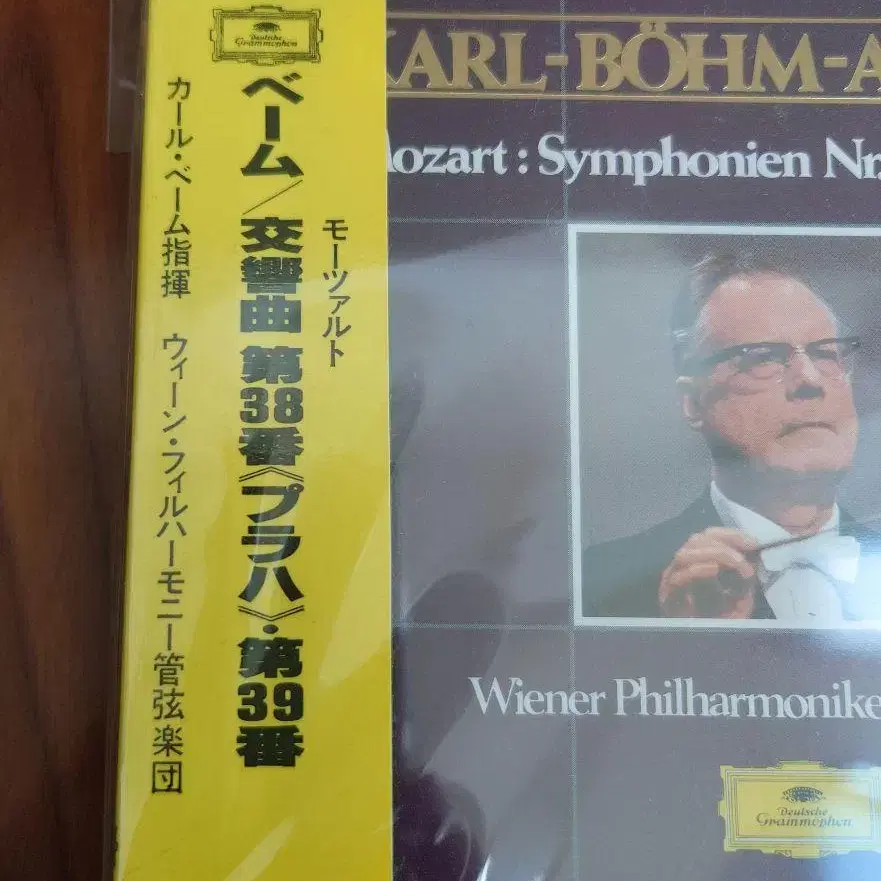 Deutsche
Grammophon
モーツァルト
ベーム/交響曲 第38番《プラハ》・第39番
カール・ベーム指揮 ウィーン・フィルハーモニー管弦楽団
KARL-BÖHM-A
Mozart : Symphonien Nr.
Wiener Philharmonike
Deutsche
Grammophon